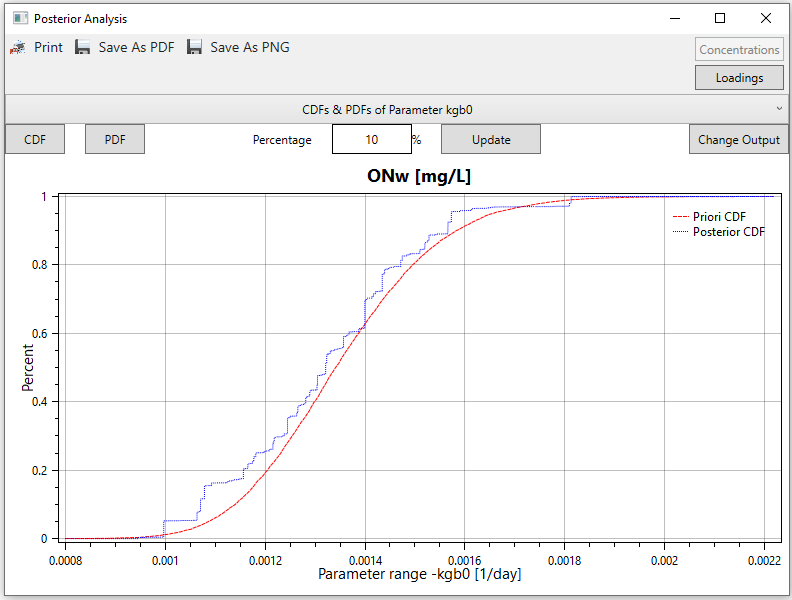 Posterior Analysis
Print Save As PDF Save As PNG
Concentrations
Loadings
CDFs & PDFs of Parameter kgb0
CDF PDF Percentage 10 % Update Change Output
ONw [mg/L]
Priori CDF
Posterior CDF
Percent
1
0.8
0.6
0.4
0.2
0
0.0008 0.001 0.0012 0.0014 0.0016 0.0018 0.002 0.0022
Parameter range -kgb0 [1/day]